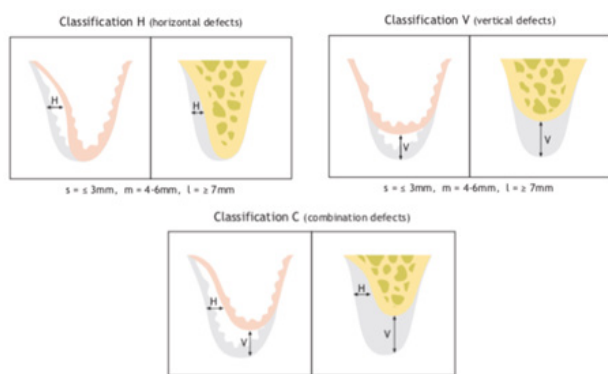 Classification H (horizontal defects)
H
H
s = ≤ 3mm, m = 4-6mm, l = ≥ 7mm
Classification V (vertical defects)
V
V
s = ≤ 3mm, m = 4-6mm, l = ≥ 7mm
Classification C (combination defects)
H
V
H
V